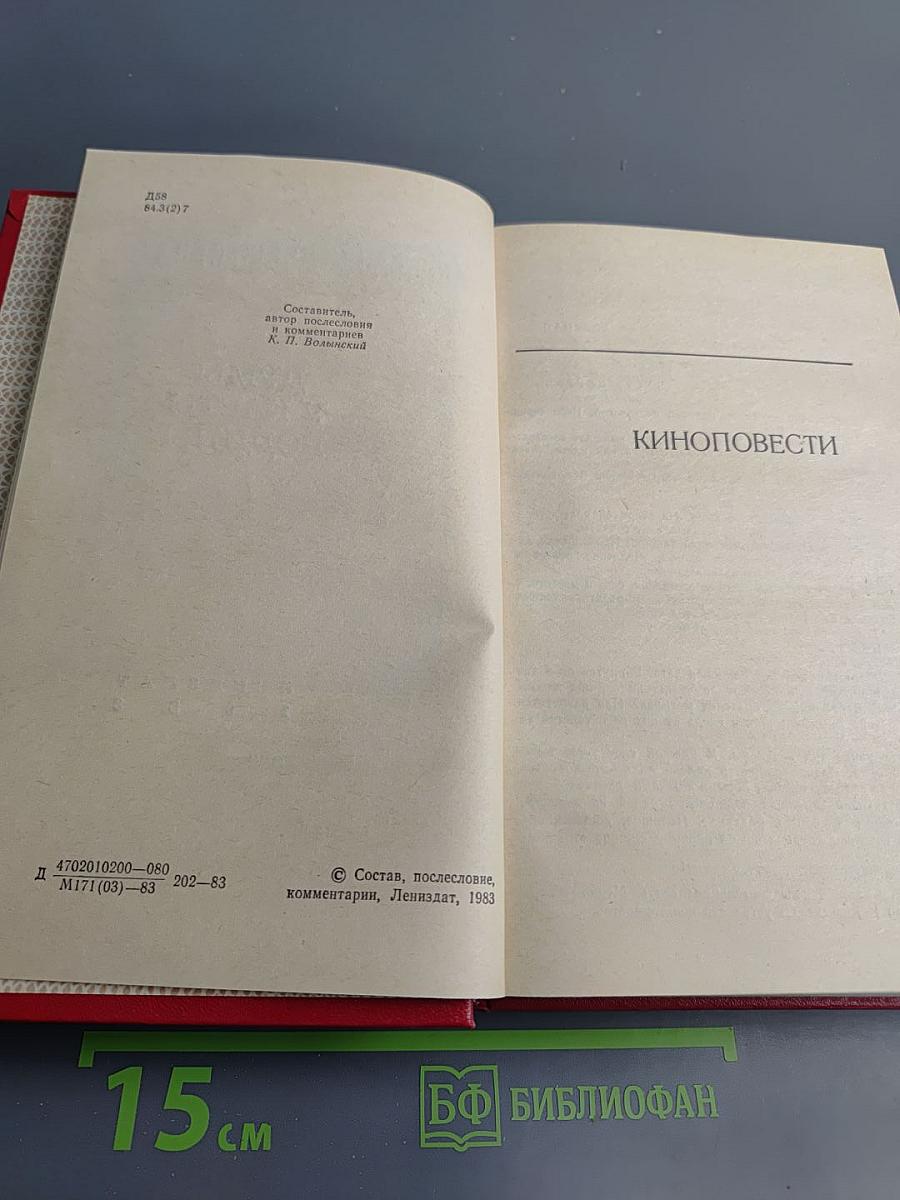 Д58
84.3(2)7
Составитель,
автор послесловия
и комментариев
К. П. Волынский
Д 4702010200—080
М171(03)—83 202—83
© Состав, послесловие,
комментарии, Лениздат, 1983
КИНОПОВЕСТИ
15 см
БФ БИБЛИОФАН